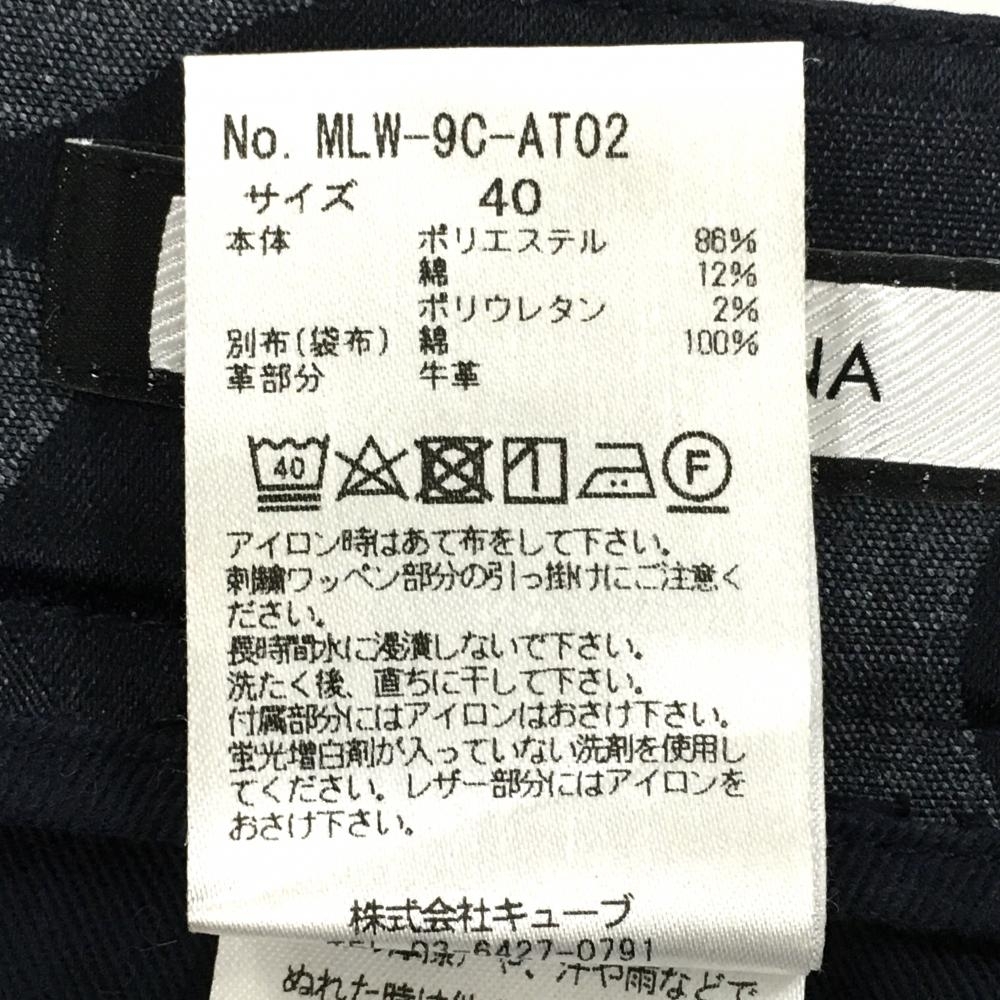 No. MLW-9C-AT02
サイズ 40
本体 ポリエステル 86%
綿 12%
ポリウレタン 2%
別布(袋布) 綿 100%
革部分 牛革
NA
40 F
アイロン時はあて布をして下さい。
刺繍ワッペン部分の引っ掛けにご注意く
ださい。
長時間水に浸漬しないで下さい。
洗たく後、直ちに干して下さい。
付属部分にはアイロンはおさけ下さい。
蛍光増白剤が入っていない洗剤を使用し
てください。レザー部分にはアイロンを
おさけ下さい。
株式会社キューブ
TEL 03-6427-0791
や、汗や雨などで
ぬれた時は